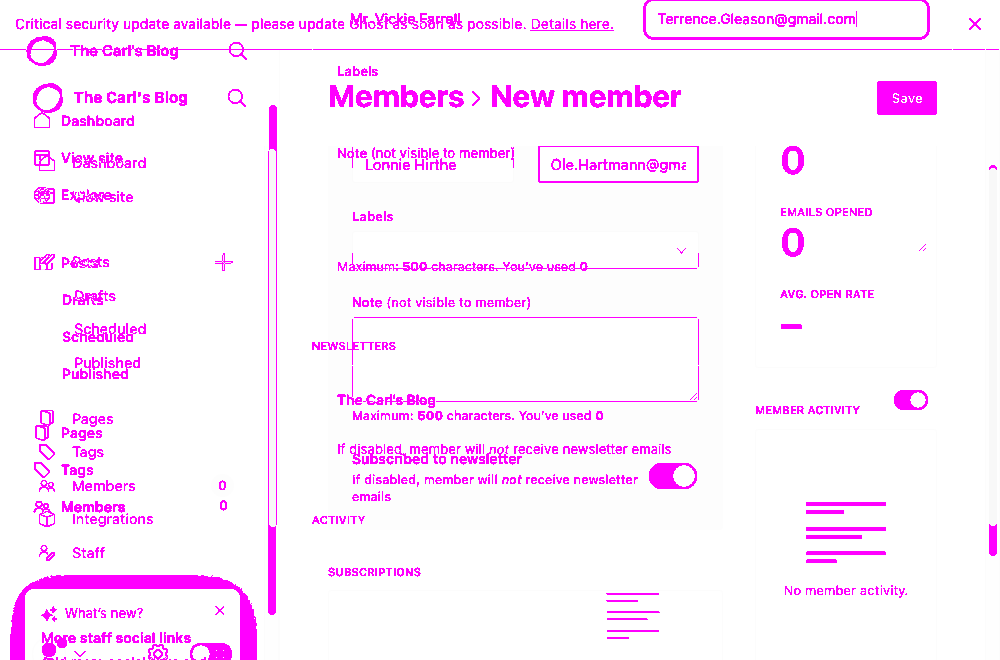 Critical security update available — please update Ghost as soon as possible. Details here.
Mr. Vickie Farrell
Terrence.Gleason@gmail.com
The Carl's Blog
Labels
The Carl's Blog
Members › New member
Save
Dashboard
View site
Dashboard
Explore
View site
Note (not visible to member)
Lonnie Hirthe
Ole.Hartmann@gma
0
EMAILS OPENED
Labels
0
Posts
Posts
Maximum: 500 characters. You've used 0
AVG. OPEN RATE
Drafts
Drafts
Note (not visible to member)
Scheduled
Scheduled
NEWSLETTERS
Published
Published
The Carl's Blog
MEMBER ACTIVITY
Pages
Maximum: 500 characters. You've used 0
Pages
Tags
If disabled, member will not receive newsletter emails
Subscribed to newsletter
Tags
If disabled, member will not receive newsletter
emails
Members 0
Members 0
Integrations
ACTIVITY
Staff
SUBSCRIPTIONS
No member activity.
What's new?
More staff social links